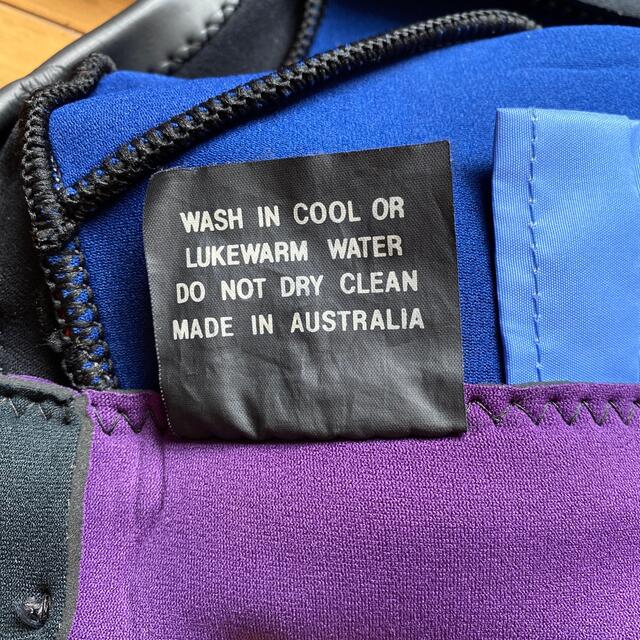 WASH IN COOL OR
LUKEWARM WATER
DO NOT DRY CLEAN
MADE IN AUSTRALIA